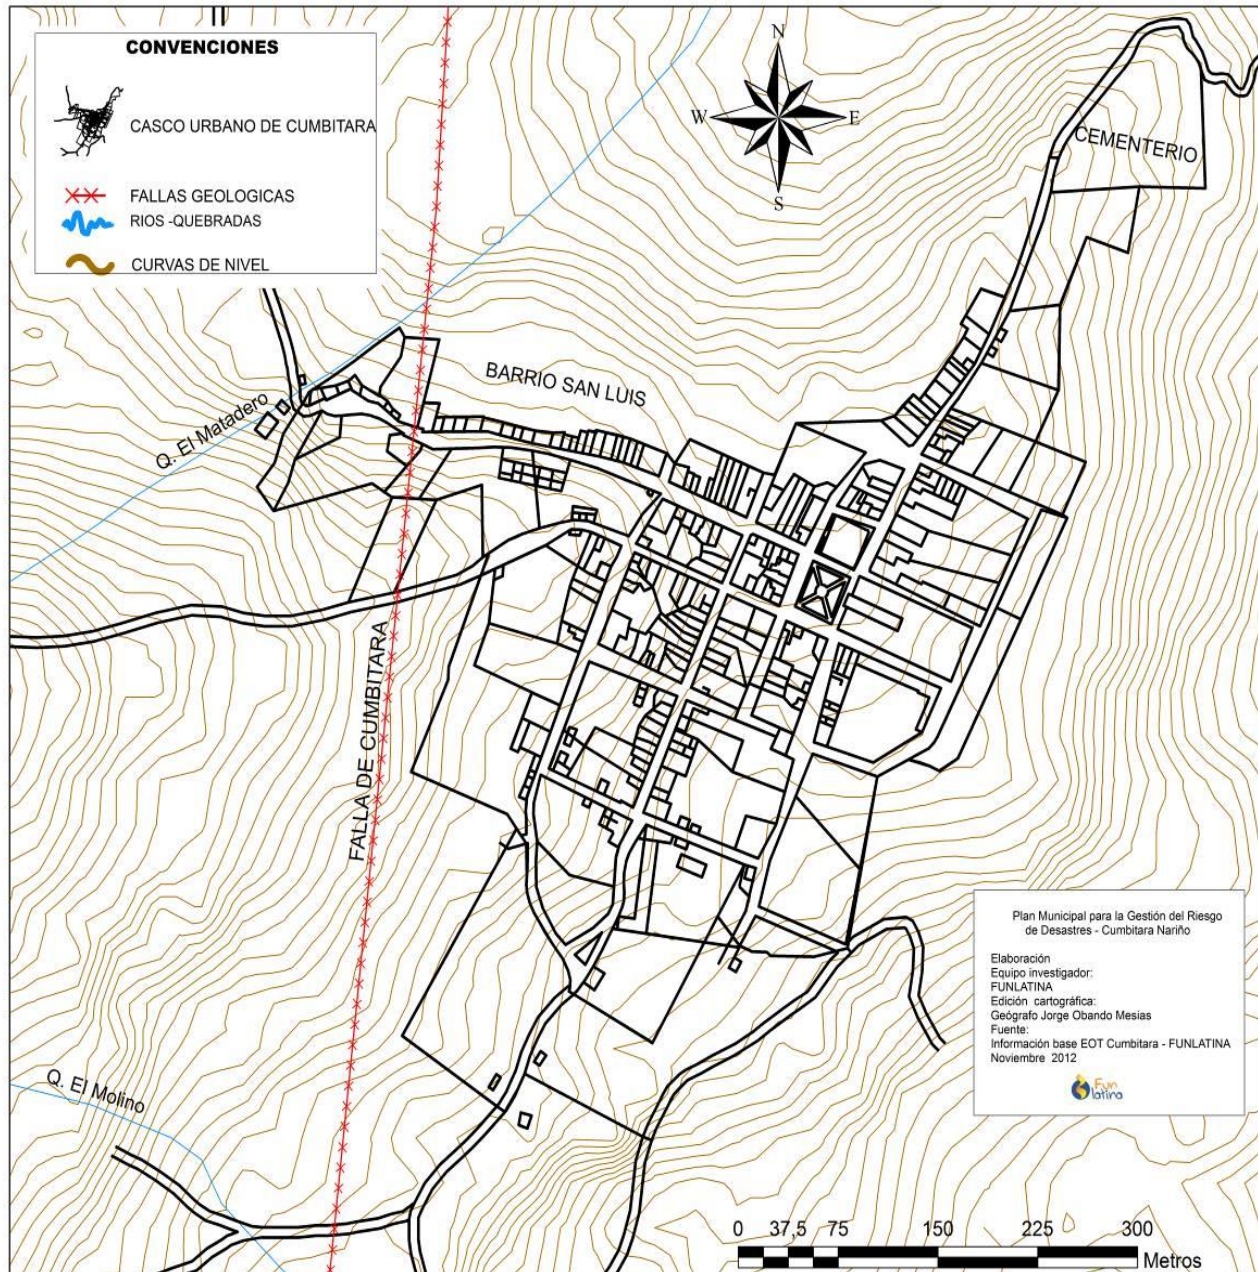 CONVENCIONES
CASCO URBANO DE CUMBITARA
FALLAS GEOLOGICAS
RIOS -QUEBRADAS
CURVAS DE NIVEL
N
W
E
S
CEMENTERIO
BARRIO SAN LUIS
Q. El Matadero
FALLA DE CUMBITARA
Q. El Molino
Plan Municipal para la Gestión del Riesgo
de Desastres - Cumbitara Nariño
Elaboración
Equipo investigador:
FUNLATINA
Edición cartográfica:
Geógrafo Jorge Obando Mesias
Fuente:
Información base EOT Cumbitara - FUNLATINA
Noviembre 2012
Fun
latina
0 37,5 75 150 225 300
Metros